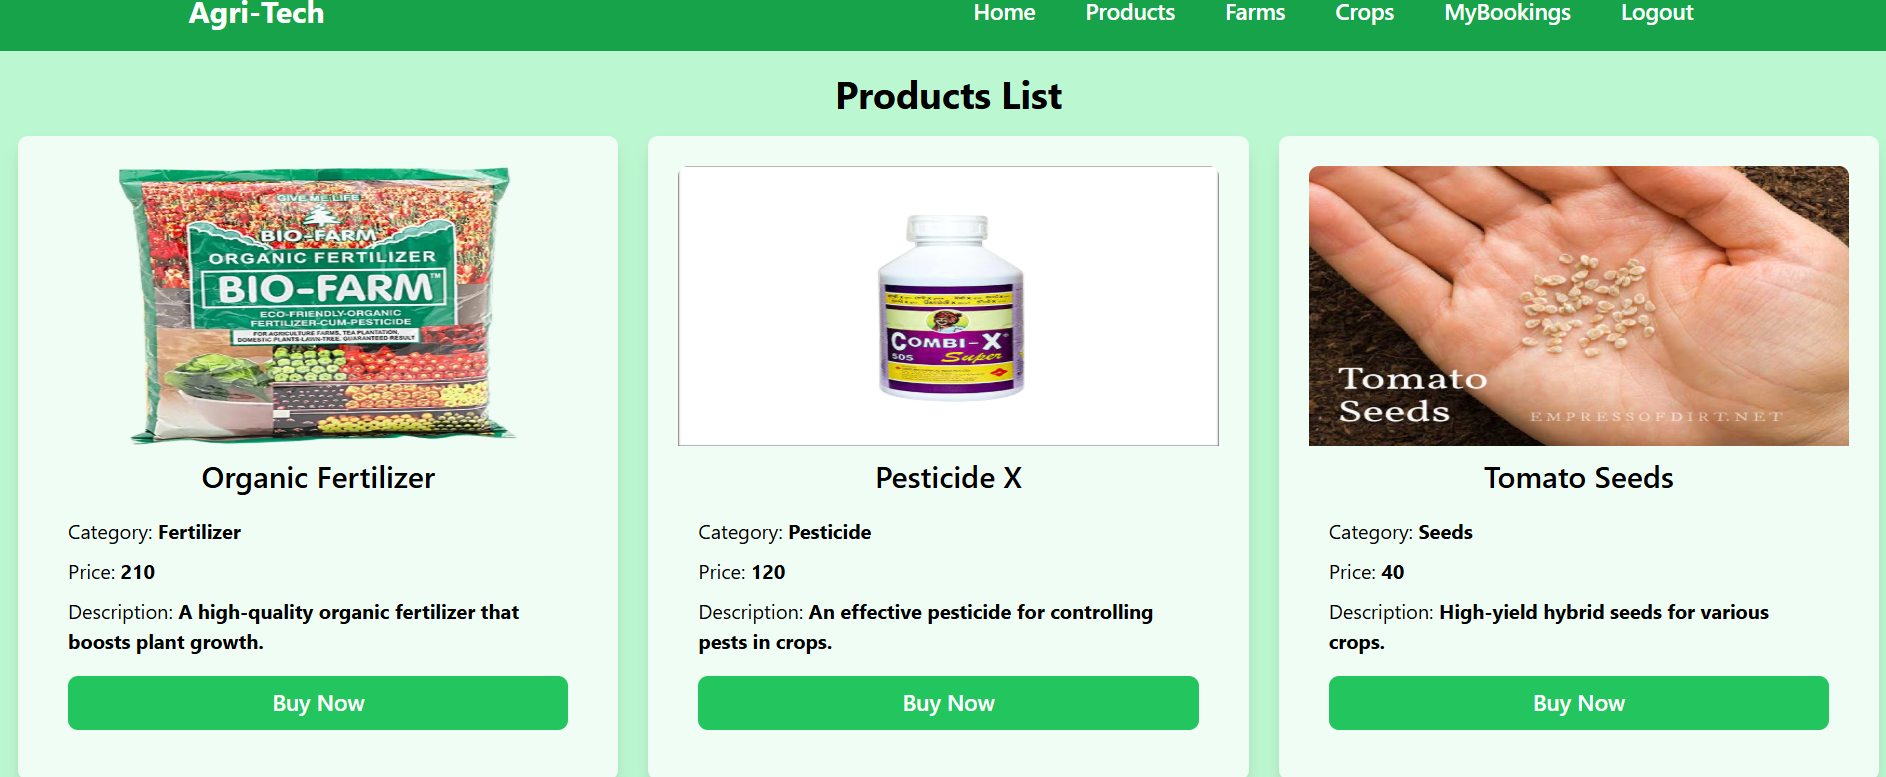 Agri-Tech
Home Products Farms Crops MyBookings Logout
Products List
GIVE ME LIFE
BIO-FARM
ORGANIC FERTILIZER
BIO-FARM™
ECO-FRIENDLY-ORGANIC
FERTILIZER-CUM-PESTICIDE
FOR AGRICULTURE FARMS, TEA PLANTATION,
DOMESTIC PLANTS-LAWN-TREE. GUARANTEED RESULT
Organic Fertilizer
Category: Fertilizer
Price: 210
Description: A high-quality organic fertilizer that
boosts plant growth.
Buy Now
COMBI-X®
505 Super
Pesticide X
Category: Pesticide
Price: 120
Description: An effective pesticide for controlling
pests in crops.
Buy Now
Tomato
Seeds
EMPRESSOFDIRT.NET
Tomato Seeds
Category: Seeds
Price: 40
Description: High-yield hybrid seeds for various
crops.
Buy Now